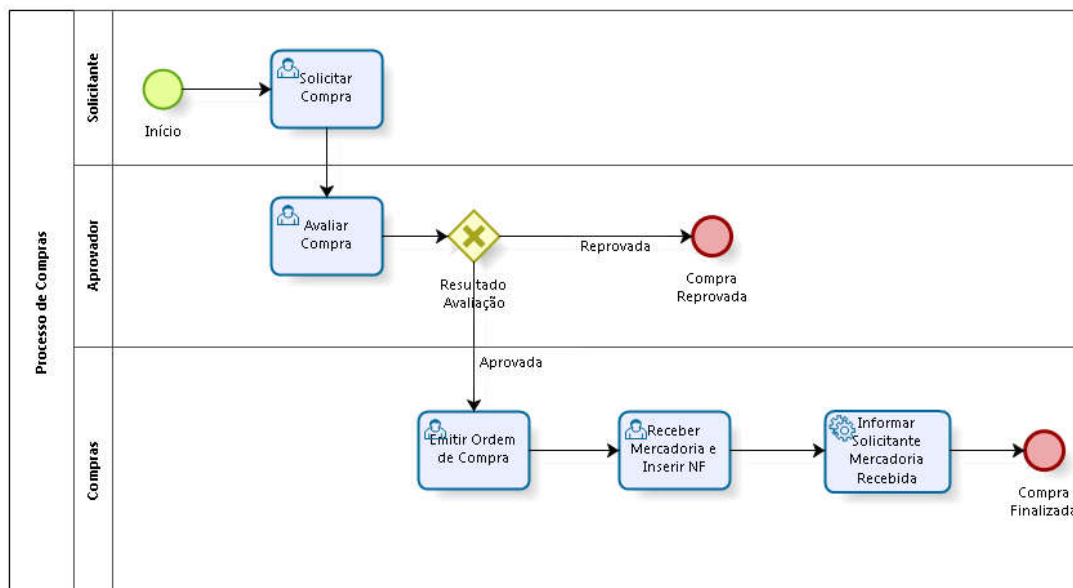 Processo de Compras
Solicitante
Início
Solicitar
Compra
Aprovador
Avaliar
Compra
Resultado
Avaliação
Reprovada
Compra
Reprovada
Aprovada
Compras
Emitir Ordem
de Compra
Receber
Mercadoria e
Inserir NF
Informar
Solicitante
Mercadoria
Recebida
Compra
Finalizada